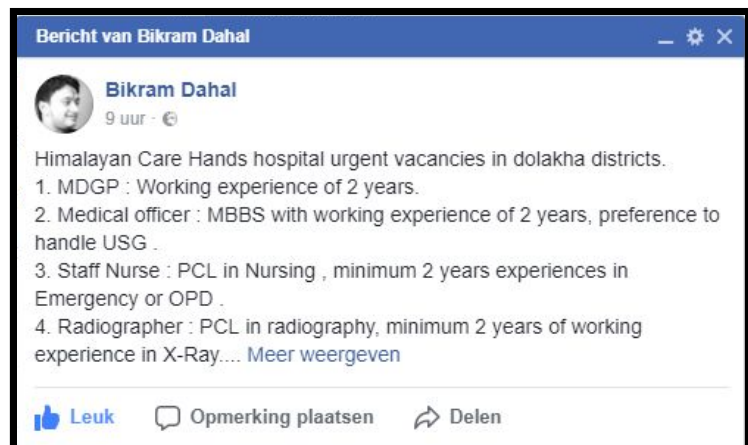 Bericht van Bikram Dahal
Bikram Dahal
9 uur ·
Himalayan Care Hands hospital urgent vacancies in dolakha districts.
1. MDGP : Working experience of 2 years.
2. Medical officer : MBBS with working experience of 2 years, preference to
handle USG .
3. Staff Nurse : PCL in Nursing , minimum 2 years experiences in
Emergency or OPD .
4. Radiographer : PCL in radiography, minimum 2 years of working
experience in X-Ray.... Meer weergeven
Leuk Opmerking plaatsen Delen